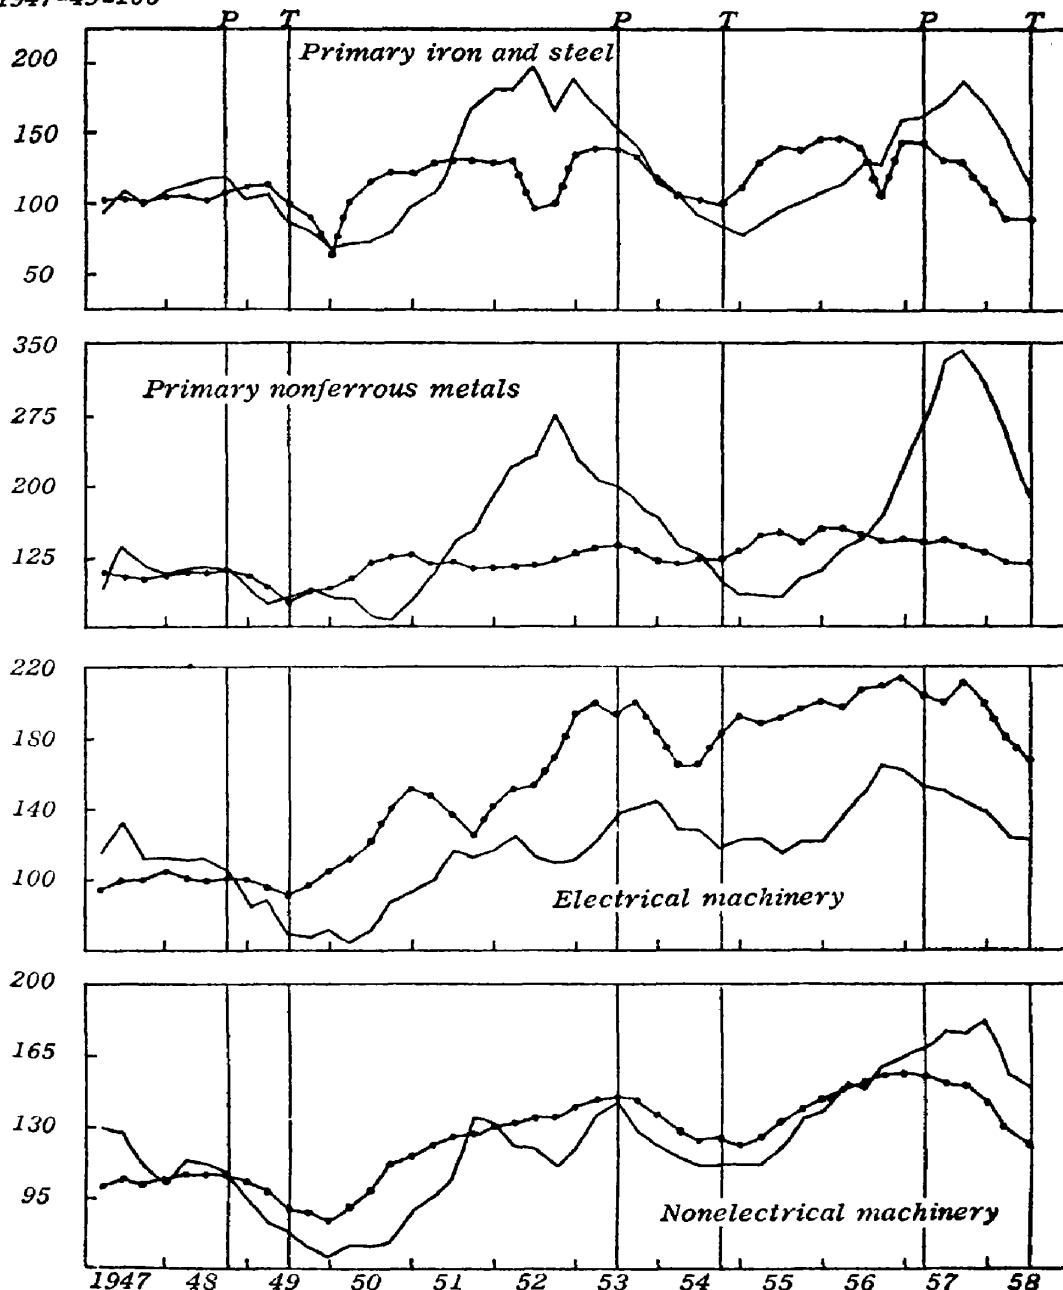 1947-49=100
P T P T P T
Primary iron and steel
200
150
100
50
350
Primary nonferrous metals
275
200
125
220
180
140
100
Electrical machinery
200
165
130
95
Nonelectrical machinery
1947 48 49 50 51 52 53 54 55 56 57 58